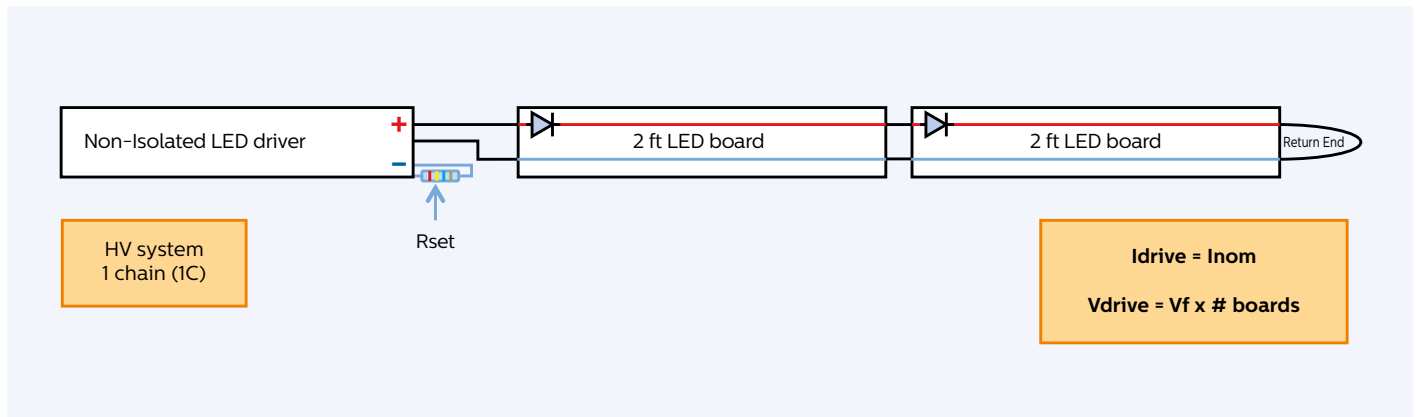 Non-Isolated LED driver
+
−
2 ft LED board
2 ft LED board
Return End
Rset
HV system
1 chain (1C)
Idrive = Inom
Vdrive = Vf x # boards